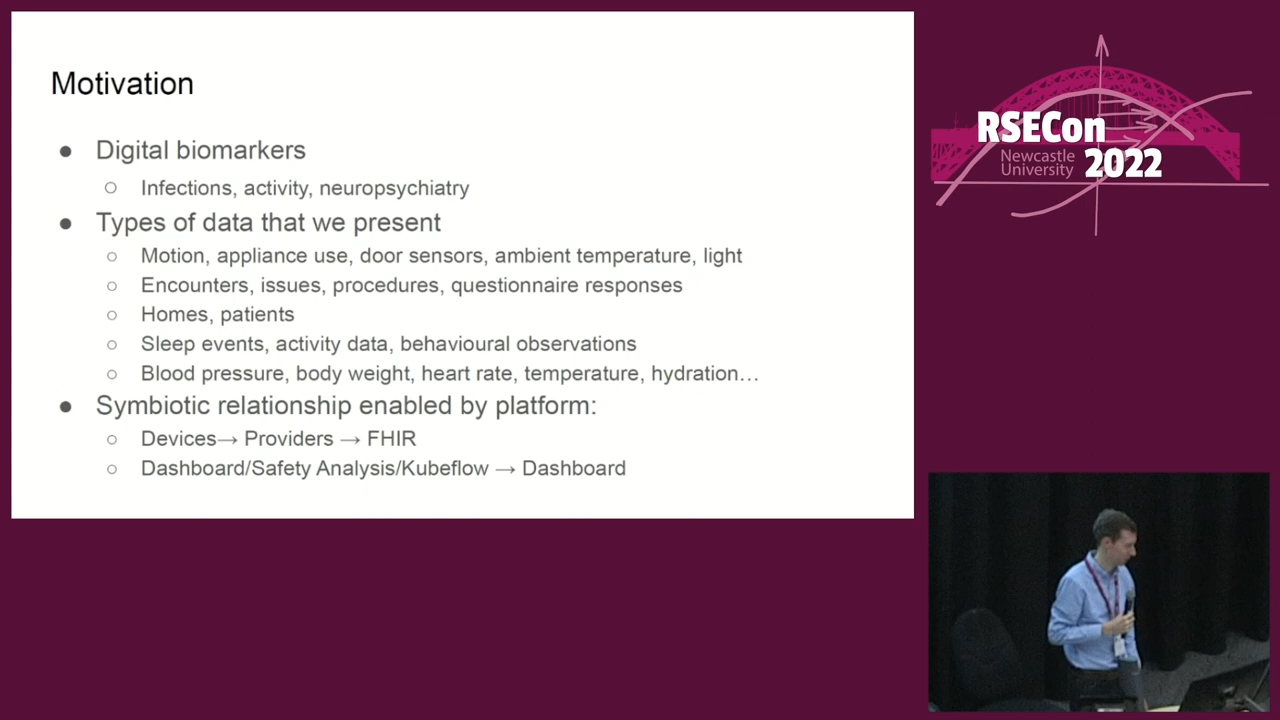 Motivation
● Digital biomarkers
○ Infections, activity, neuropsychiatry
● Types of data that we present
○ Motion, appliance use, door sensors, ambient temperature, light
○ Encounters, issues, procedures, questionnaire responses
○ Homes, patients
○ Sleep events, activity data, behavioural observations
○ Blood pressure, body weight, heart rate, temperature, hydration…
● Symbiotic relationship enabled by platform:
○ Devices→ Providers → FHIR
○ Dashboard/Safety Analysis/Kubeflow → Dashboard
RSECon
Newcastle
University
2022